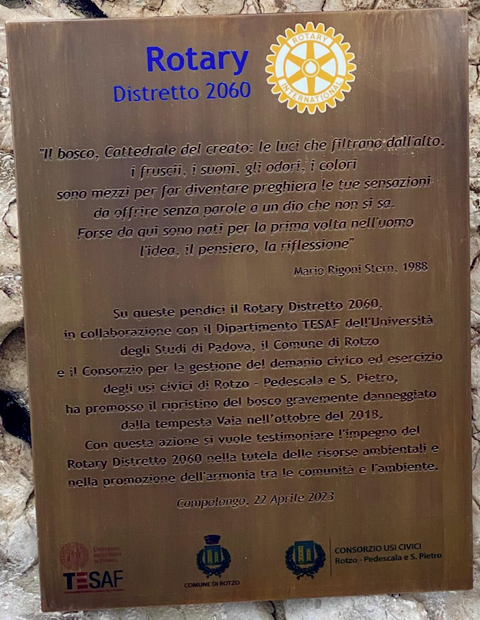 Rotary
Distretto 2060
ROTARY
INTERNATIONAL
"Il bosco, Cattedrale del creato: le luci che filtrano dall'alto,
i fruscii, i suoni, gli odori, i colori
sono mezzi per far diventare preghiera le tue sensazioni
da offrire senza parole a un dio che non si sa.
Forse da qui sono nati per la prima volta nell'uomo
l'idea, il pensiero, la riflessione"
Mario Rigoni Stern, 1988
Su queste pendici il Rotary Distretto 2060,
in collaborazione con il Dipartimento TESAF dell'Università
degli Studi di Padova, il Comune di Rotzo
e il Consorzio per la gestione del demanio civico ed esercizio
degli usi civici di Rotzo - Pedescala e S. Pietro,
ha promosso il ripristino del bosco gravemente danneggiato
dalla tempesta Vaia nell'ottobre del 2018.
Con questa azione si vuole testimoniare l'impegno del
Rotary Distretto 2060 nella tutela delle risorse ambientali e
nella promozione dell'armonia tra le comunità e l'ambiente.
Campolongo, 22 Aprile 2023
TESAF
COMUNE DI ROTZO
CONSORZIO USI CIVICI
Rotzo - Pedescala e S. Pietro